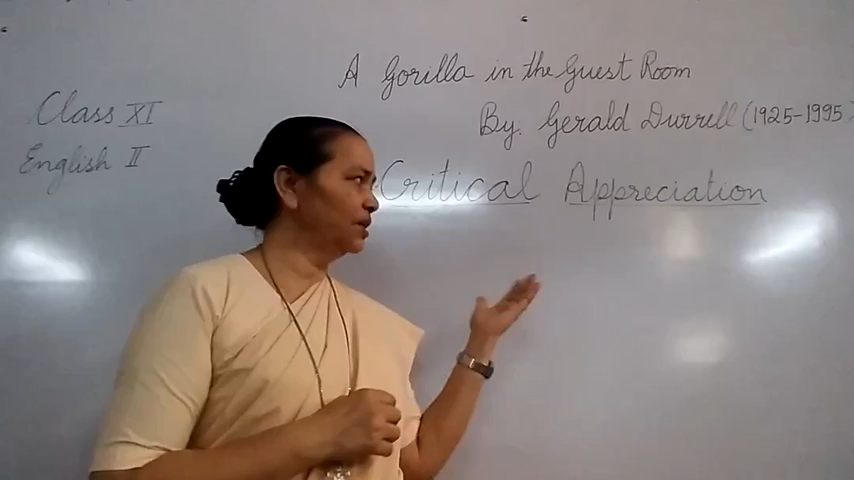 A Gorilla in the Guest Room
Class XI
By. Gerald Durrell (1925-1995)
English II
Critical Appreciation